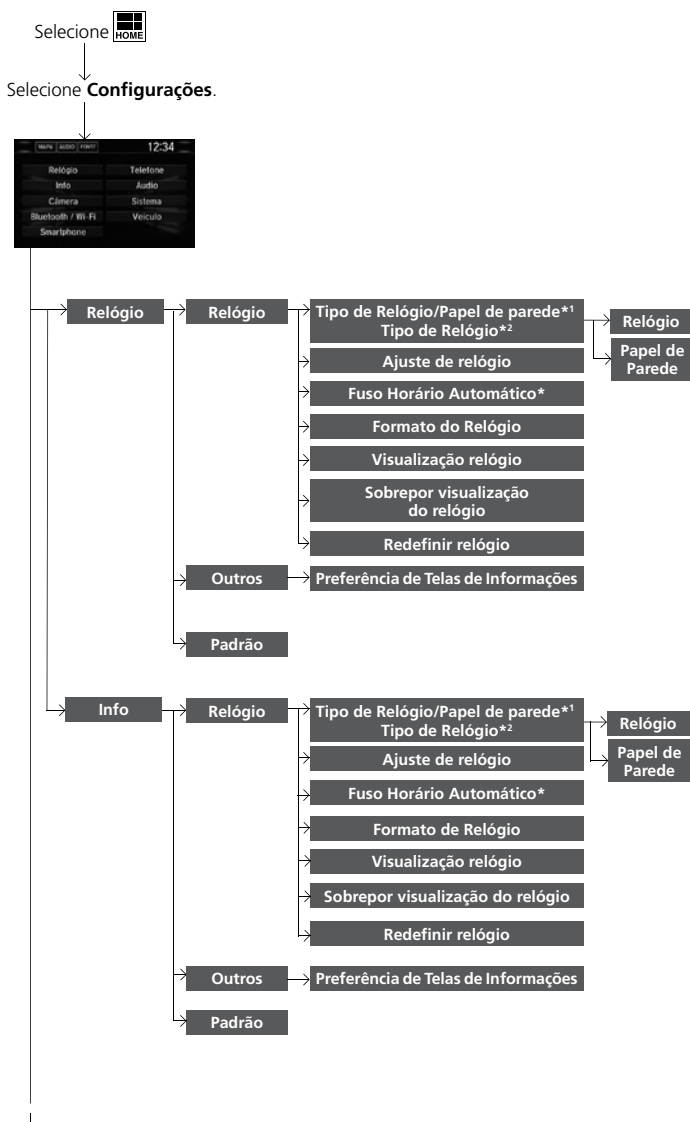 Selecione HOME
Selecione Configurações.
MAPA ÁUDIO FONTE 12:34
Relógio Telefone
Info Áudio
Câmera Sistema
Bluetooth / Wi-Fi Veículo
Smartphone
Relógio
Relógio
Tipo de Relógio/Papel de parede*1
Tipo de Relógio*2
Relógio
Papel de
Parede
Ajuste de relógio
Fuso Horário Automático*
Formato do Relógio
Visualização relógio
Sobrepor visualização
do relógio
Redefinir relógio
Outros
Preferência de Telas de Informações
Padrão
Info
Relógio
Tipo de Relógio/Papel de parede*1
Tipo de Relógio*2
Relógio
Papel de
Parede
Ajuste de relógio
Fuso Horário Automático*
Formato de Relógio
Visualização relógio
Sobrepor visualização do relógio
Redefinir relógio
Outros
Preferência de Telas de Informações
Padrão